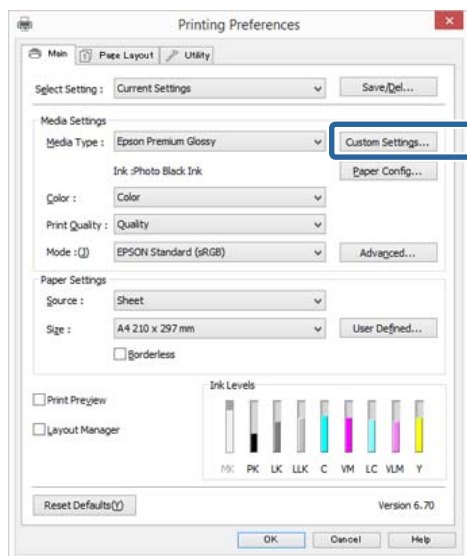 Printing Preferences
Main Page Layout Utility
Select Setting : Current Settings Save/Del...
Media Settings
Media Type : Epson Premium Glossy Custom Settings...
Ink :Photo Black Ink Paper Config...
Color : Color
Print Quality : Quality
Mode :(J) EPSON Standard (sRGB) Advanced...
Paper Settings
Source : Sheet
Size : A4 210 x 297 mm User Defined...
Borderless
Ink Levels
Print Preview
Layout Manager
MK PK LK LLK C VM LC VLM Y
Reset Defaults(Y) Version 6.70
OK Cancel Help